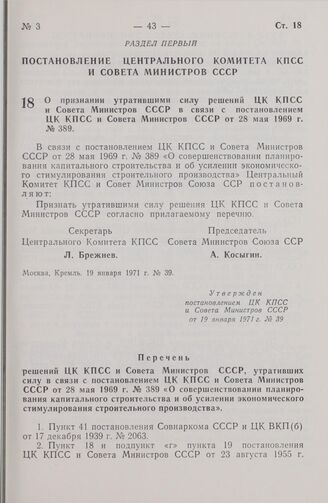 № 3 — 43 — Ст. 18
РАЗДЕЛ ПЕРВЫЙ
ПОСТАНОВЛЕНИЕ ЦЕНТРАЛЬНОГО КОМИТЕТА КПСС
И СОВЕТА МИНИСТРОВ СССР
18 О признании утратившими силу решений ЦК КПСС
и Совета Министров СССР в связи с постановлением
ЦК КПСС и Совета Министров СССР от 28 мая 1969 г.
№ 389.
В связи с постановлением ЦК КПСС и Совета Министров
СССР от 28 мая 1969 г. № 389 «О совершенствовании планиро-
вания капитального строительства и об усилении экономическо-
го стимулирования строительного производства» Центральный
Комитет КПСС и Совет Министров Союза ССР постанов-
ляют:
Признать утратившими силу решения ЦК КПСС и Совета
Министров СССР согласно прилагаемому перечню.
Секретарь Председатель
Центрального Комитета КПСС Совета Министров Союза ССР
Л. Брежнев. А. Косыгин.
Москва, Кремль. 19 января 1971 г. № 39.
Утвержден
постановлением ЦК КПСС
и Совета Министров СССР
от 19 января 1971 г. № 39
Перечень
решений ЦК КПСС и Совета Министров СССР, утративших
силу в связи с постановлением ЦК КПСС и Совета Министров
СССР от 28 мая 1969 г. № 389 «О совершенствовании планиро-
вания капитального строительства и об усилении экономического
стимулирования строительного производства».
1. Пункт 41 постановления Совнаркома СССР и ЦК ВКП(б)
от 17 декабря 1939 г. № 2063.
2. Пункт 18 и подпункт «г» пункта 19 постановления
ЦК КПСС и Совета Министров СССР от 23 августа 1955 г.